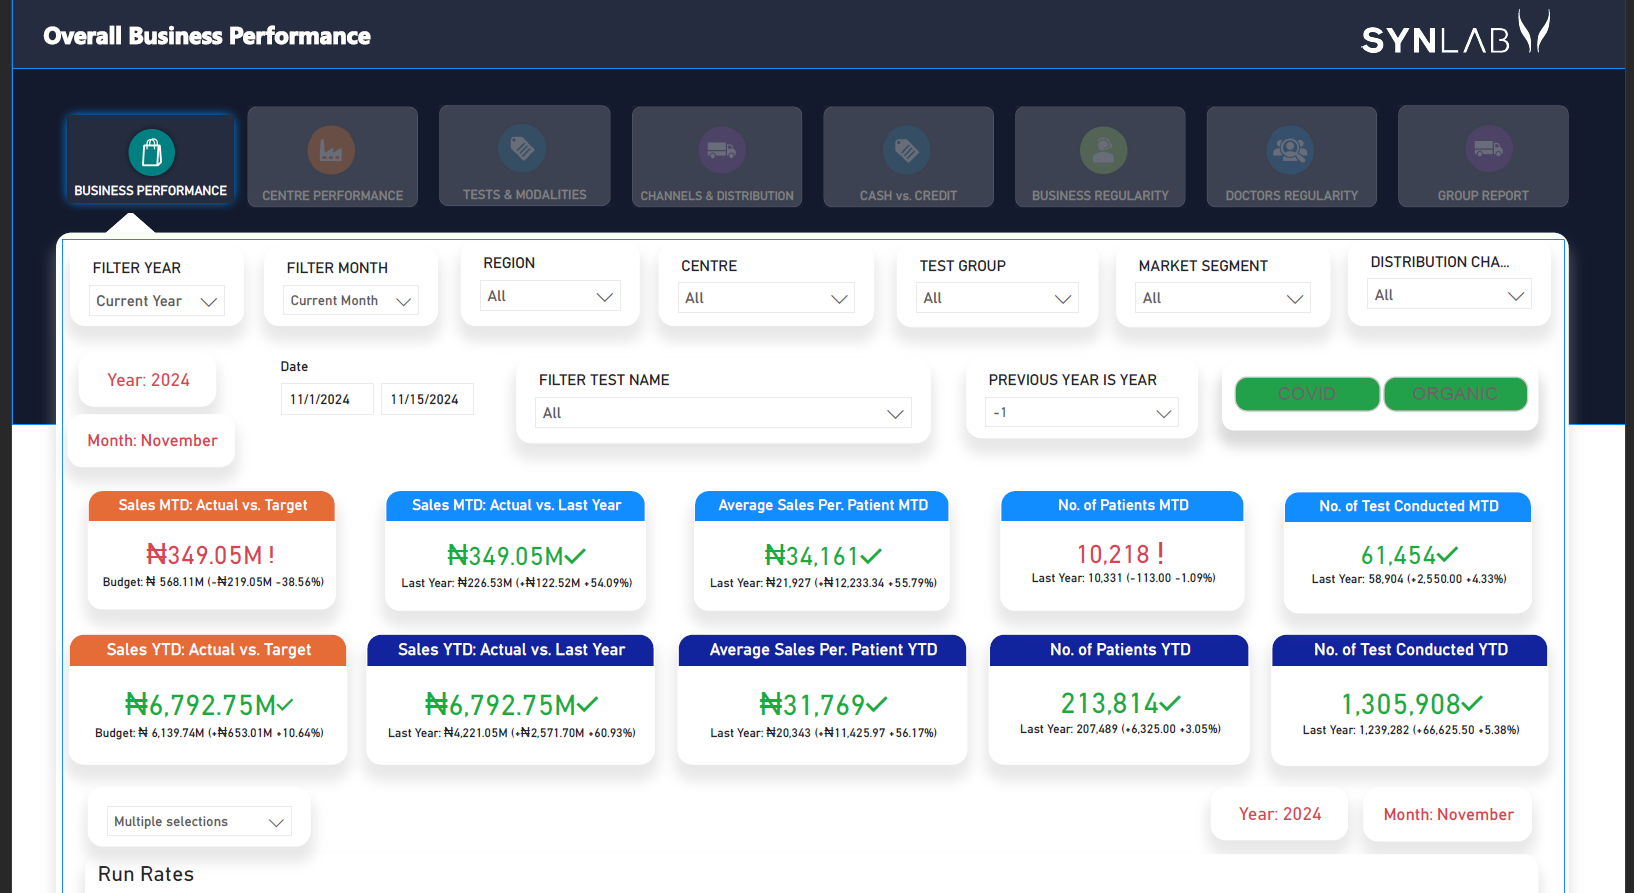 Overall Business Performance
SYNLAB
BUSINESS PERFORMANCE
CENTRE PERFORMANCE
TESTS & MODALITIES
CHANNELS & DISTRIBUTION
CASH vs. CREDIT
BUSINESS REGULARITY
DOCTORS REGULARITY
GROUP REPORT
FILTER YEAR
Current Year
FILTER MONTH
Current Month
REGION
All
CENTRE
All
TEST GROUP
All
MARKET SEGMENT
All
DISTRIBUTION CHA...
All
Year: 2024
Month: November
Date
11/1/2024
11/15/2024
FILTER TEST NAME
All
PREVIOUS YEAR IS YEAR
-1
COVID
ORGANIC
Sales MTD: Actual vs. Target
₦349.05M !
Budget: ₦ 568.11M (-₦219.05M -38.56%)
Sales MTD: Actual vs. Last Year
₦349.05M✓
Last Year: ₦226.53M (+₦122.52M +54.09%)
Average Sales Per. Patient MTD
₦34,161✓
Last Year: ₦21,927 (+₦12,233.34 +55.79%)
No. of Patients MTD
10,218 !
Last Year: 10,331 (-113.00 -1.09%)
No. of Test Conducted MTD
61,454✓
Last Year: 58,904 (+2,550.00 +4.33%)
Sales YTD: Actual vs. Target
₦6,792.75M✓
Budget: ₦ 6,139.74M (+₦653.01M +10.64%)
Sales YTD: Actual vs. Last Year
₦6,792.75M✓
Last Year: ₦4,221.05M (+₦2,571.70M +60.93%)
Average Sales Per. Patient YTD
₦31,769✓
Last Year: ₦20,343 (+₦11,425.97 +56.17%)
No. of Patients YTD
213,814✓
Last Year: 207,489 (+6,325.00 +3.05%)
No. of Test Conducted YTD
1,305,908✓
Last Year: 1,239,282 (+66,625.50 +5.38%)
Multiple selections
Year: 2024
Month: November
Run Rates